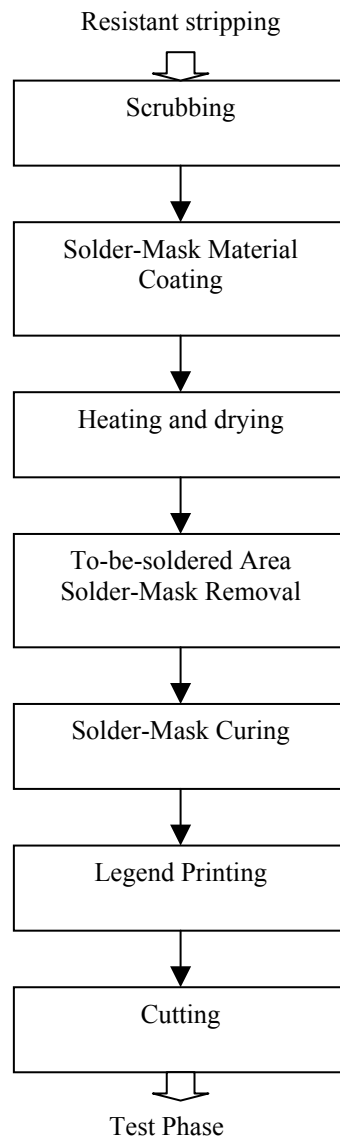 Resistant stripping
Scrubbing
Solder-Mask Material
Coating
Heating and drying
To-be-soldered Area
Solder-Mask Removal
Solder-Mask Curing
Legend Printing
Cutting
Test Phase